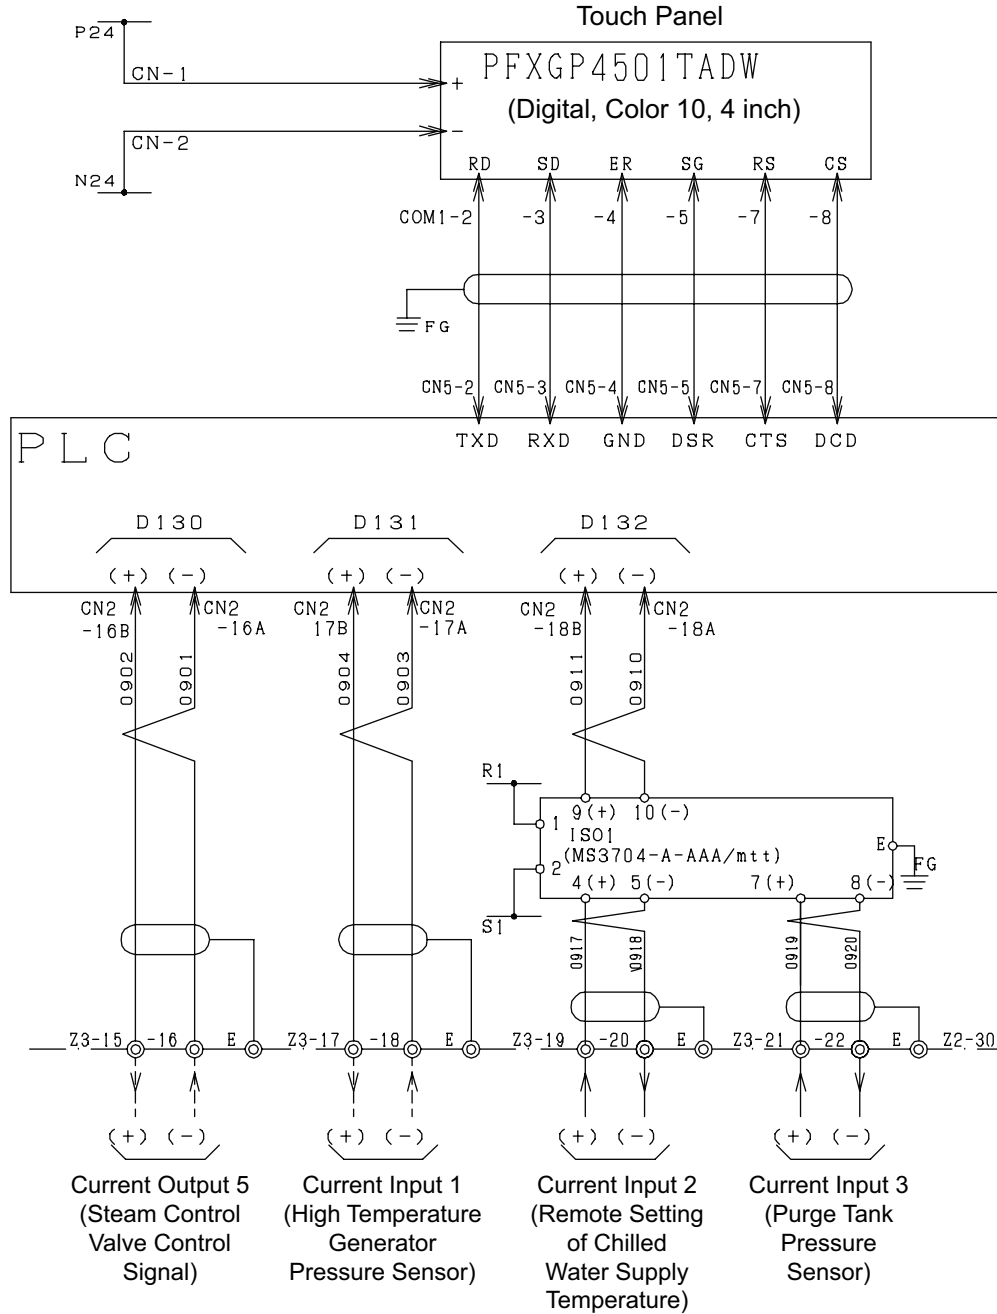 Touch Panel
P24
CN-1
PFXGP4501TADW
+
(Digital, Color 10, 4 inch)
CN-2
-
N24
RD SD ER SG RS CS
COM1-2 -3 -4 -5 -7 -8
FG
CN5-2 CN5-3 CN5-4 CN5-5 CN5-7 CN5-8
PLC
TXD RXD GND DSR CTS DCD
D130 D131 D132
(+) (-) (+) (-) (+) (-)
CN2 CN2 CN2 CN2 CN2 CN2
-16B -16A 17B -17A -18B -18A
0902 0901 0904 0903 0911 0910
R1
9(+) 10(-)
1
ISO1
(MS3704-A-AAA/mtt)
E
2
FG
4(+) 5(-) 7(+) 8(-)
S1
0917 0918 0919 0920
Z3-15 -16 E Z3-17 -18 E Z3-19 -20 E Z3-21 -22 E Z2-30
(+) (-) (+) (-) (+) (-) (+) (-)
Current Output 5
(Steam Control
Valve Control
Signal)
Current Input 1
(High Temperature
Generator
Pressure Sensor)
Current Input 2
(Remote Setting
of Chilled
Water Supply
Temperature)
Current Input 3
(Purge Tank
Pressure
Sensor)